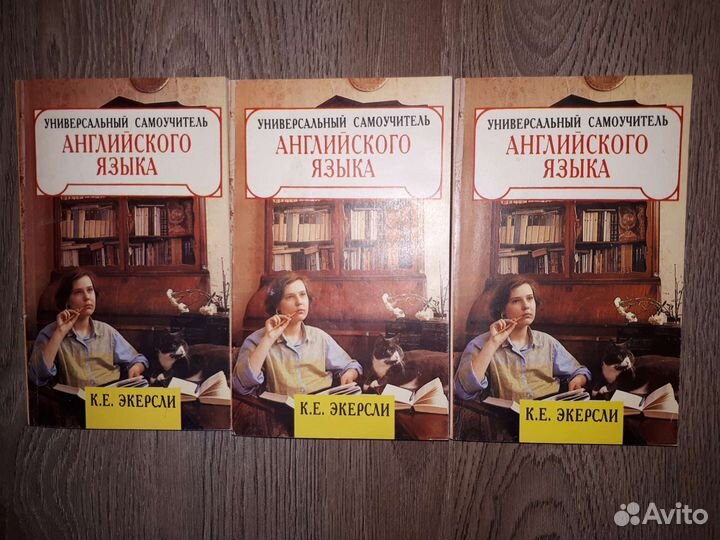 УНИВЕРСАЛЬНЫЙ САМОУЧИТЕЛЬ
АНГЛИЙСКОГО
ЯЗЫКА
К.Е. ЭКЕРСЛИ
УНИВЕРСАЛЬНЫЙ САМОУЧИТЕЛЬ
АНГЛИЙСКОГО
ЯЗЫКА
К.Е. ЭКЕРСЛИ
УНИВЕРСАЛЬНЫЙ САМОУЧИТЕЛЬ
АНГЛИЙСКОГО
ЯЗЫКА
К.Е. ЭКЕРСЛИ
Avito